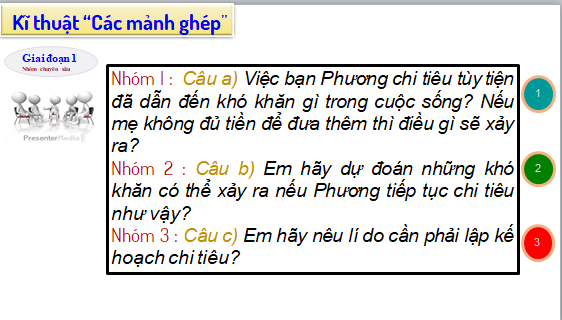 Kĩ thuật “Các mảnh ghép”
Giai đoạn 1
Nhóm chuyên sâu
PresenterMedia
Nhóm 1 : Câu a) Việc bạn Phương chi tiêu tùy tiện
đã dẫn đến khó khăn gì trong cuộc sống? Nếu
mẹ không đủ tiền để đưa thêm thì điều gì sẽ xảy
ra?
1
Nhóm 2 : Câu b) Em hãy dự đoán những khó
khăn có thể xảy ra nếu Phương tiếp tục chi tiêu
như vậy?
2
Nhóm 3 : Câu c) Em hãy nêu lí do cần phải lập kế
hoạch chi tiêu?
3